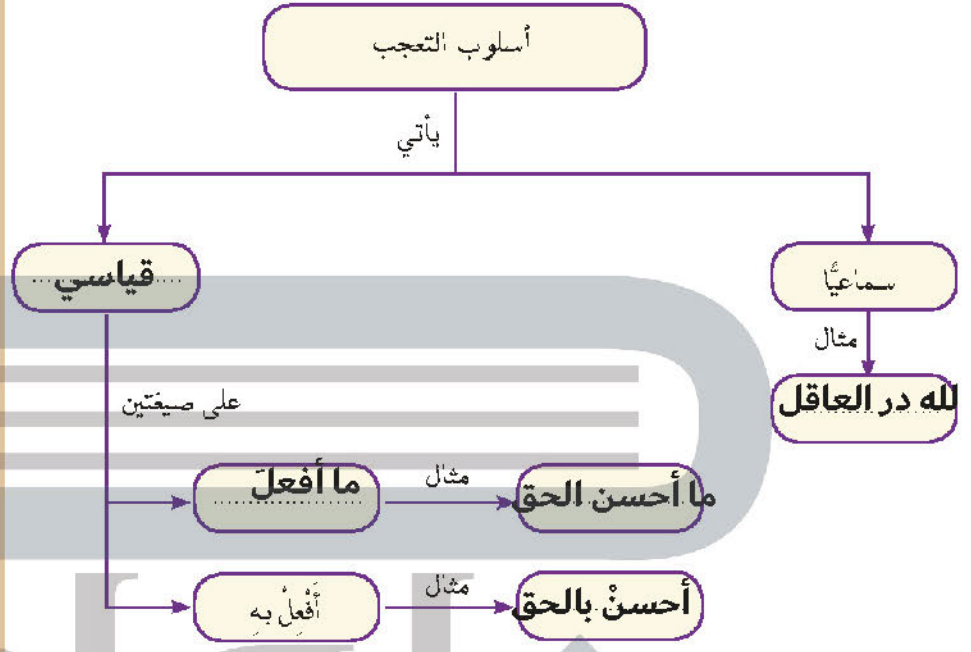 أسلوب التعجب
يأتي
سماعيًّا
قياسي
مثال
لله در العاقل
على صيغتين
ما أفعلَ
مثال
ما أحسن الحق
أَفْعِلْ بِهِ
مثال
أحسنْ بالحق